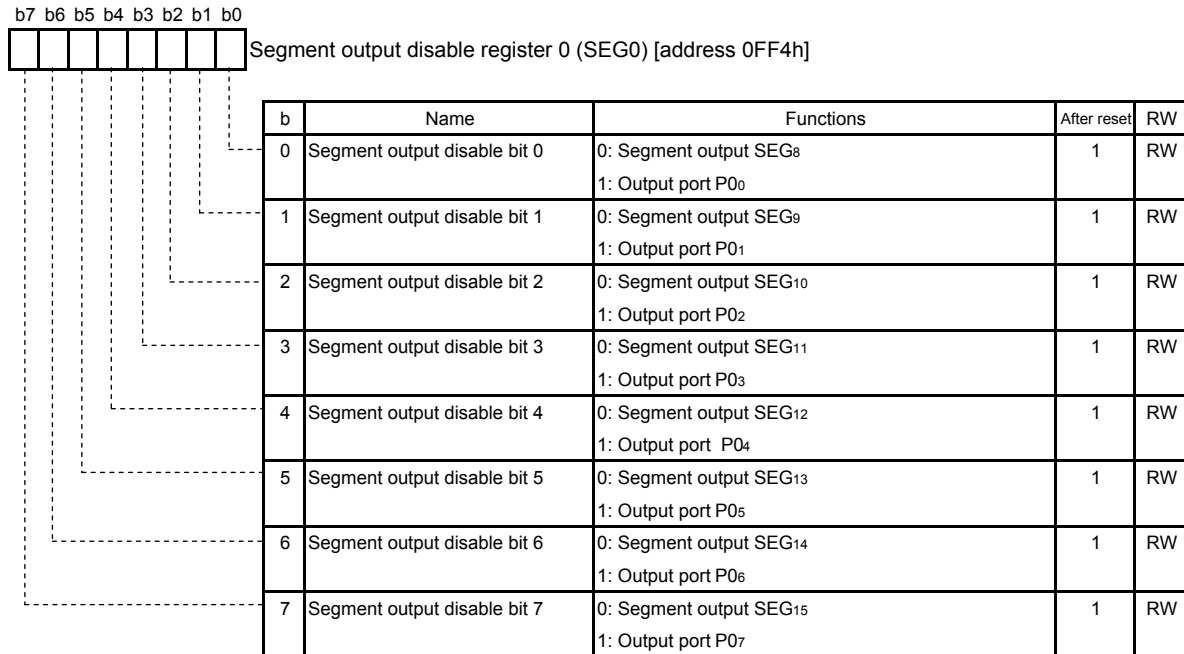 b7 b6 b5 b4 b3 b2 b1 b0
Segment output disable register 0 (SEG0) [address 0FF4h]
b Name Functions After reset RW
0 Segment output disable bit 0 0: Segment output SEG8 1 RW
1: Output port P00
1 Segment output disable bit 1 0: Segment output SEG9 1 RW
1: Output port P01
2 Segment output disable bit 2 0: Segment output SEG10 1 RW
1: Output port P02
3 Segment output disable bit 3 0: Segment output SEG11 1 RW
1: Output port P03
4 Segment output disable bit 4 0: Segment output SEG12 1 RW
1: Output port P04
5 Segment output disable bit 5 0: Segment output SEG13 1 RW
1: Output port P05
6 Segment output disable bit 6 0: Segment output SEG14 1 RW
1: Output port P06
7 Segment output disable bit 7 0: Segment output SEG15 1 RW
1: Output port P07